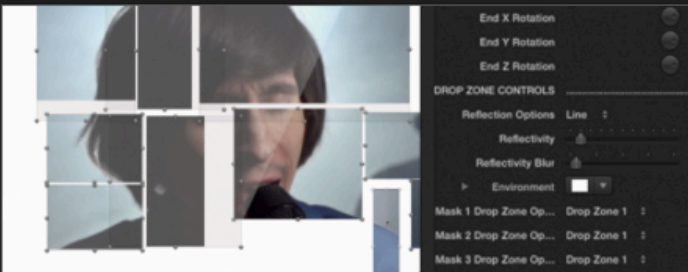 End X Rotation
End Y Rotation
End Z Rotation
DROP ZONE CONTROLS
Reflection Options Line
Reflectivity
Reflectivity Blur
Environment
Mask 1 Drop Zone Op... Drop Zone 1
Mask 2 Drop Zone Op... Drop Zone 1
Mask 3 Drop Zone Op... Drop Zone 1